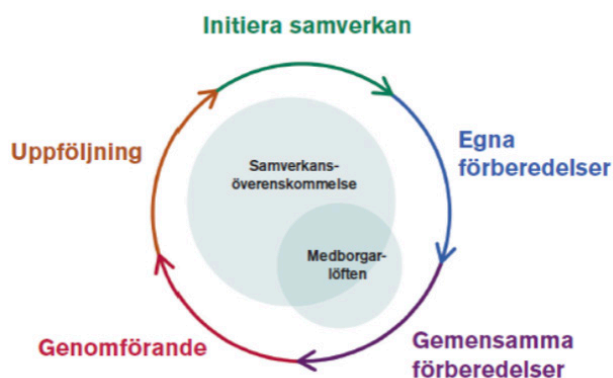 Initiera samverkan
Egna
förberedelser
Gemensamma
förberedelser
Genomförande
Uppföljning
Samverkans-
överenskommelse
Medborgar-
löften